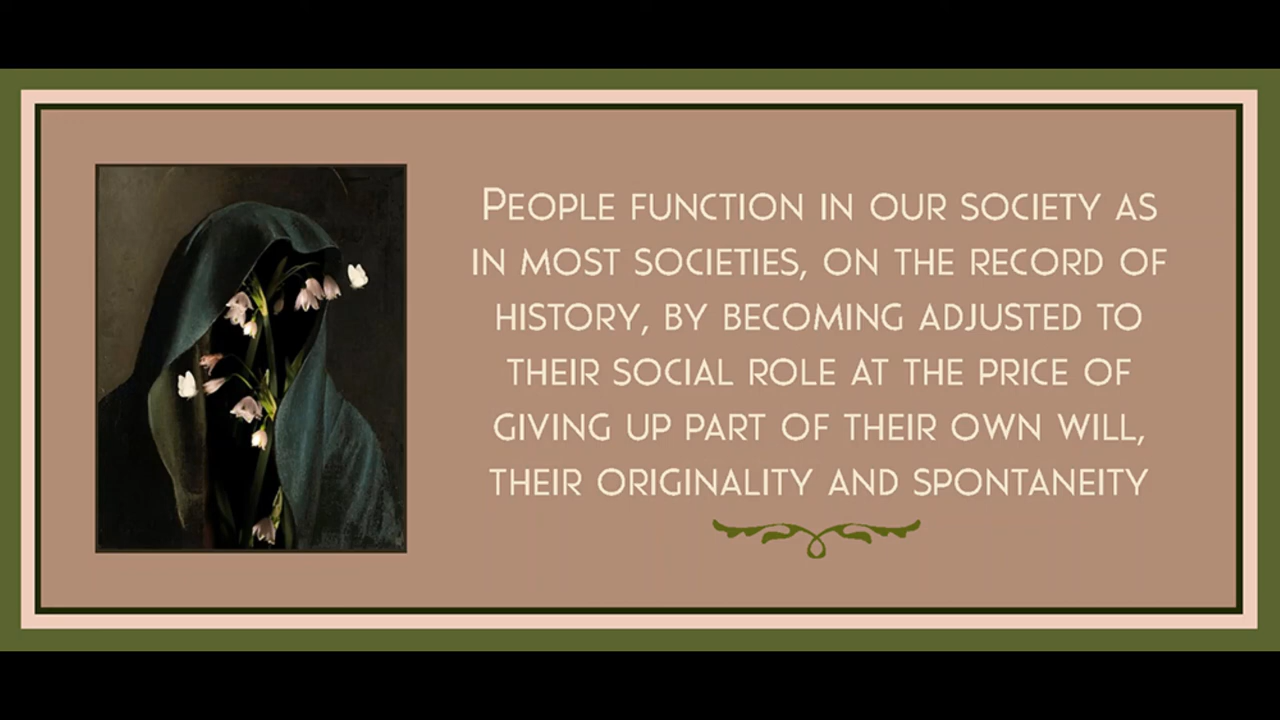 PEOPLE FUNCTION IN OUR SOCIETY AS
IN MOST SOCIETIES, ON THE RECORD OF
HISTORY, BY BECOMING ADJUSTED TO
THEIR SOCIAL ROLE AT THE PRICE OF
GIVING UP PART OF THEIR OWN WILL,
THEIR ORIGINALITY AND SPONTANEITY